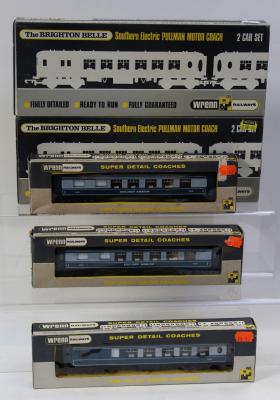 The BRIGHTON BELLE Southern Electric PULLMAN MOTOR COACH 2 CAR SET
FINELY DETAILED READY TO RUN FULLY GUARANTEED
wrenn RAILWAYS
The BRIGHTON BELLE Southern Electric PULLMAN MOTOR COACH 2 CAR SET
wrenn RAILWAYS
SUPER DETAIL COACHES
wrenn RAILWAYS
SUPER DETAIL COACHES
wrenn RAILWAYS
SUPER DETAIL COACHES